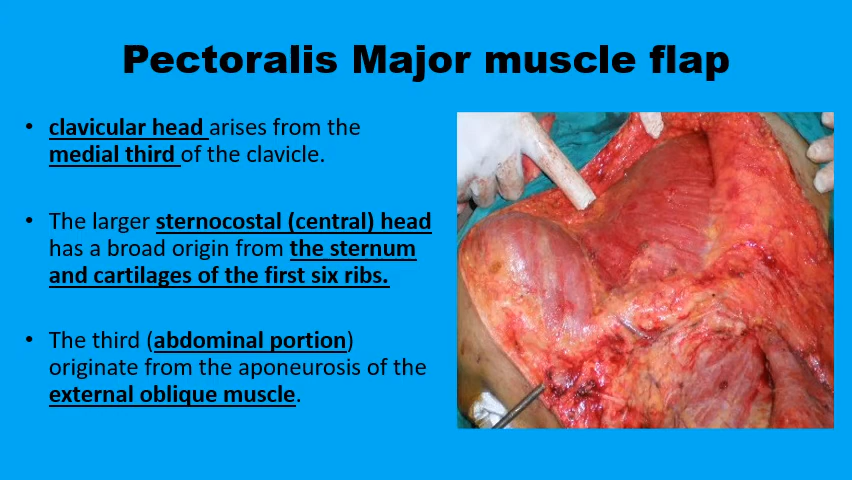 Pectoralis Major muscle flap
• clavicular head arises from the
medial third of the clavicle.
• The larger sternocostal (central) head
has a broad origin from the sternum
and cartilages of the first six ribs.
• The third (abdominal portion)
originate from the aponeurosis of the
external oblique muscle.